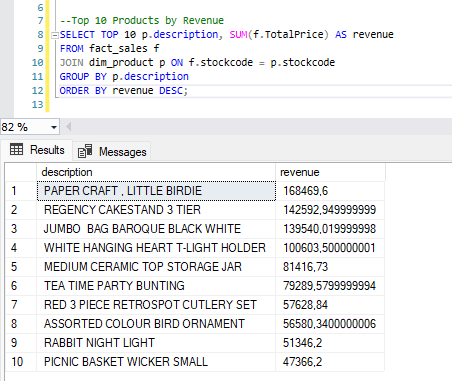 6
7 --Top 10 Products by Revenue
8 SELECT TOP 10 p.description, SUM(f.TotalPrice) AS revenue
9 FROM fact_sales f
10 JOIN dim_product p ON f.stockcode = p.stockcode
11 GROUP BY p.description
12 ORDER BY revenue DESC;
13
82 %
Results Messages
description revenue
1 PAPER CRAFT , LITTLE BIRDIE 168469,6
2 REGENCY CAKESTAND 3 TIER 142592,949999999
3 JUMBO  BAG BAROQUE BLACK WHITE 139540,019999998
4 WHITE HANGING HEART T-LIGHT HOLDER 100603,500000001
5 MEDIUM CERAMIC TOP STORAGE JAR 81416,73
6 TEA TIME PARTY BUNTING 79289,5799999994
7 RED 3 PIECE RETROSPOT CUTLERY SET 57628,84
8 ASSORTED COLOUR BIRD ORNAMENT 56580,3400000006
9 RABBIT NIGHT LIGHT 51346,2
10 PICNIC BASKET WICKER SMALL 47366,2